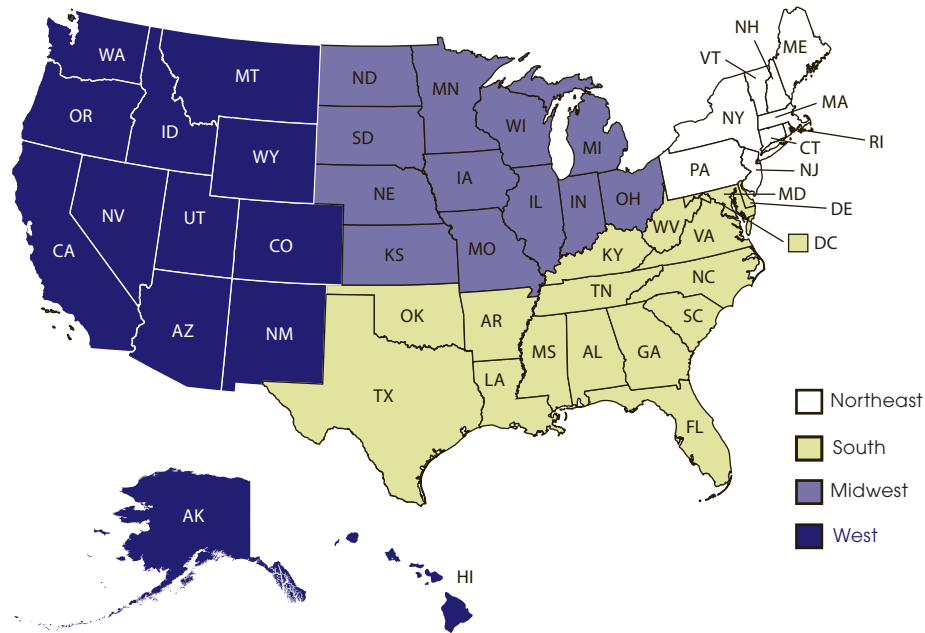 NH
ME
WA
VT
MT
ND
MN
OR
MA
NY
ID
SD
WI
RI
MI
CT
WY
PA
NJ
IA
NE
MD
OH
IL
IN
DE
NV
UT
WV
CO
VA
DC
CA
MO
KS
KY
NC
TN
OK
SC
AR
AZ
NM
MS
AL
GA
LA
TX
Northeast
FL
South
Midwest
AK
West
HI